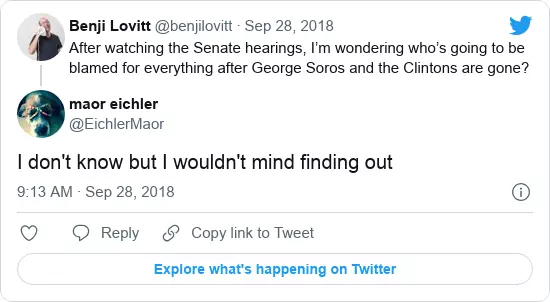 Benji Lovitt @benjilovitt · Sep 28, 2018
After watching the Senate hearings, I’m wondering who’s going to be
blamed for everything after George Soros and the Clintons are gone?
maor eichler
@EichlerMaor
I don't know but I wouldn't mind finding out
9:13 AM · Sep 28, 2018
Reply Copy link to Tweet
Explore what's happening on Twitter